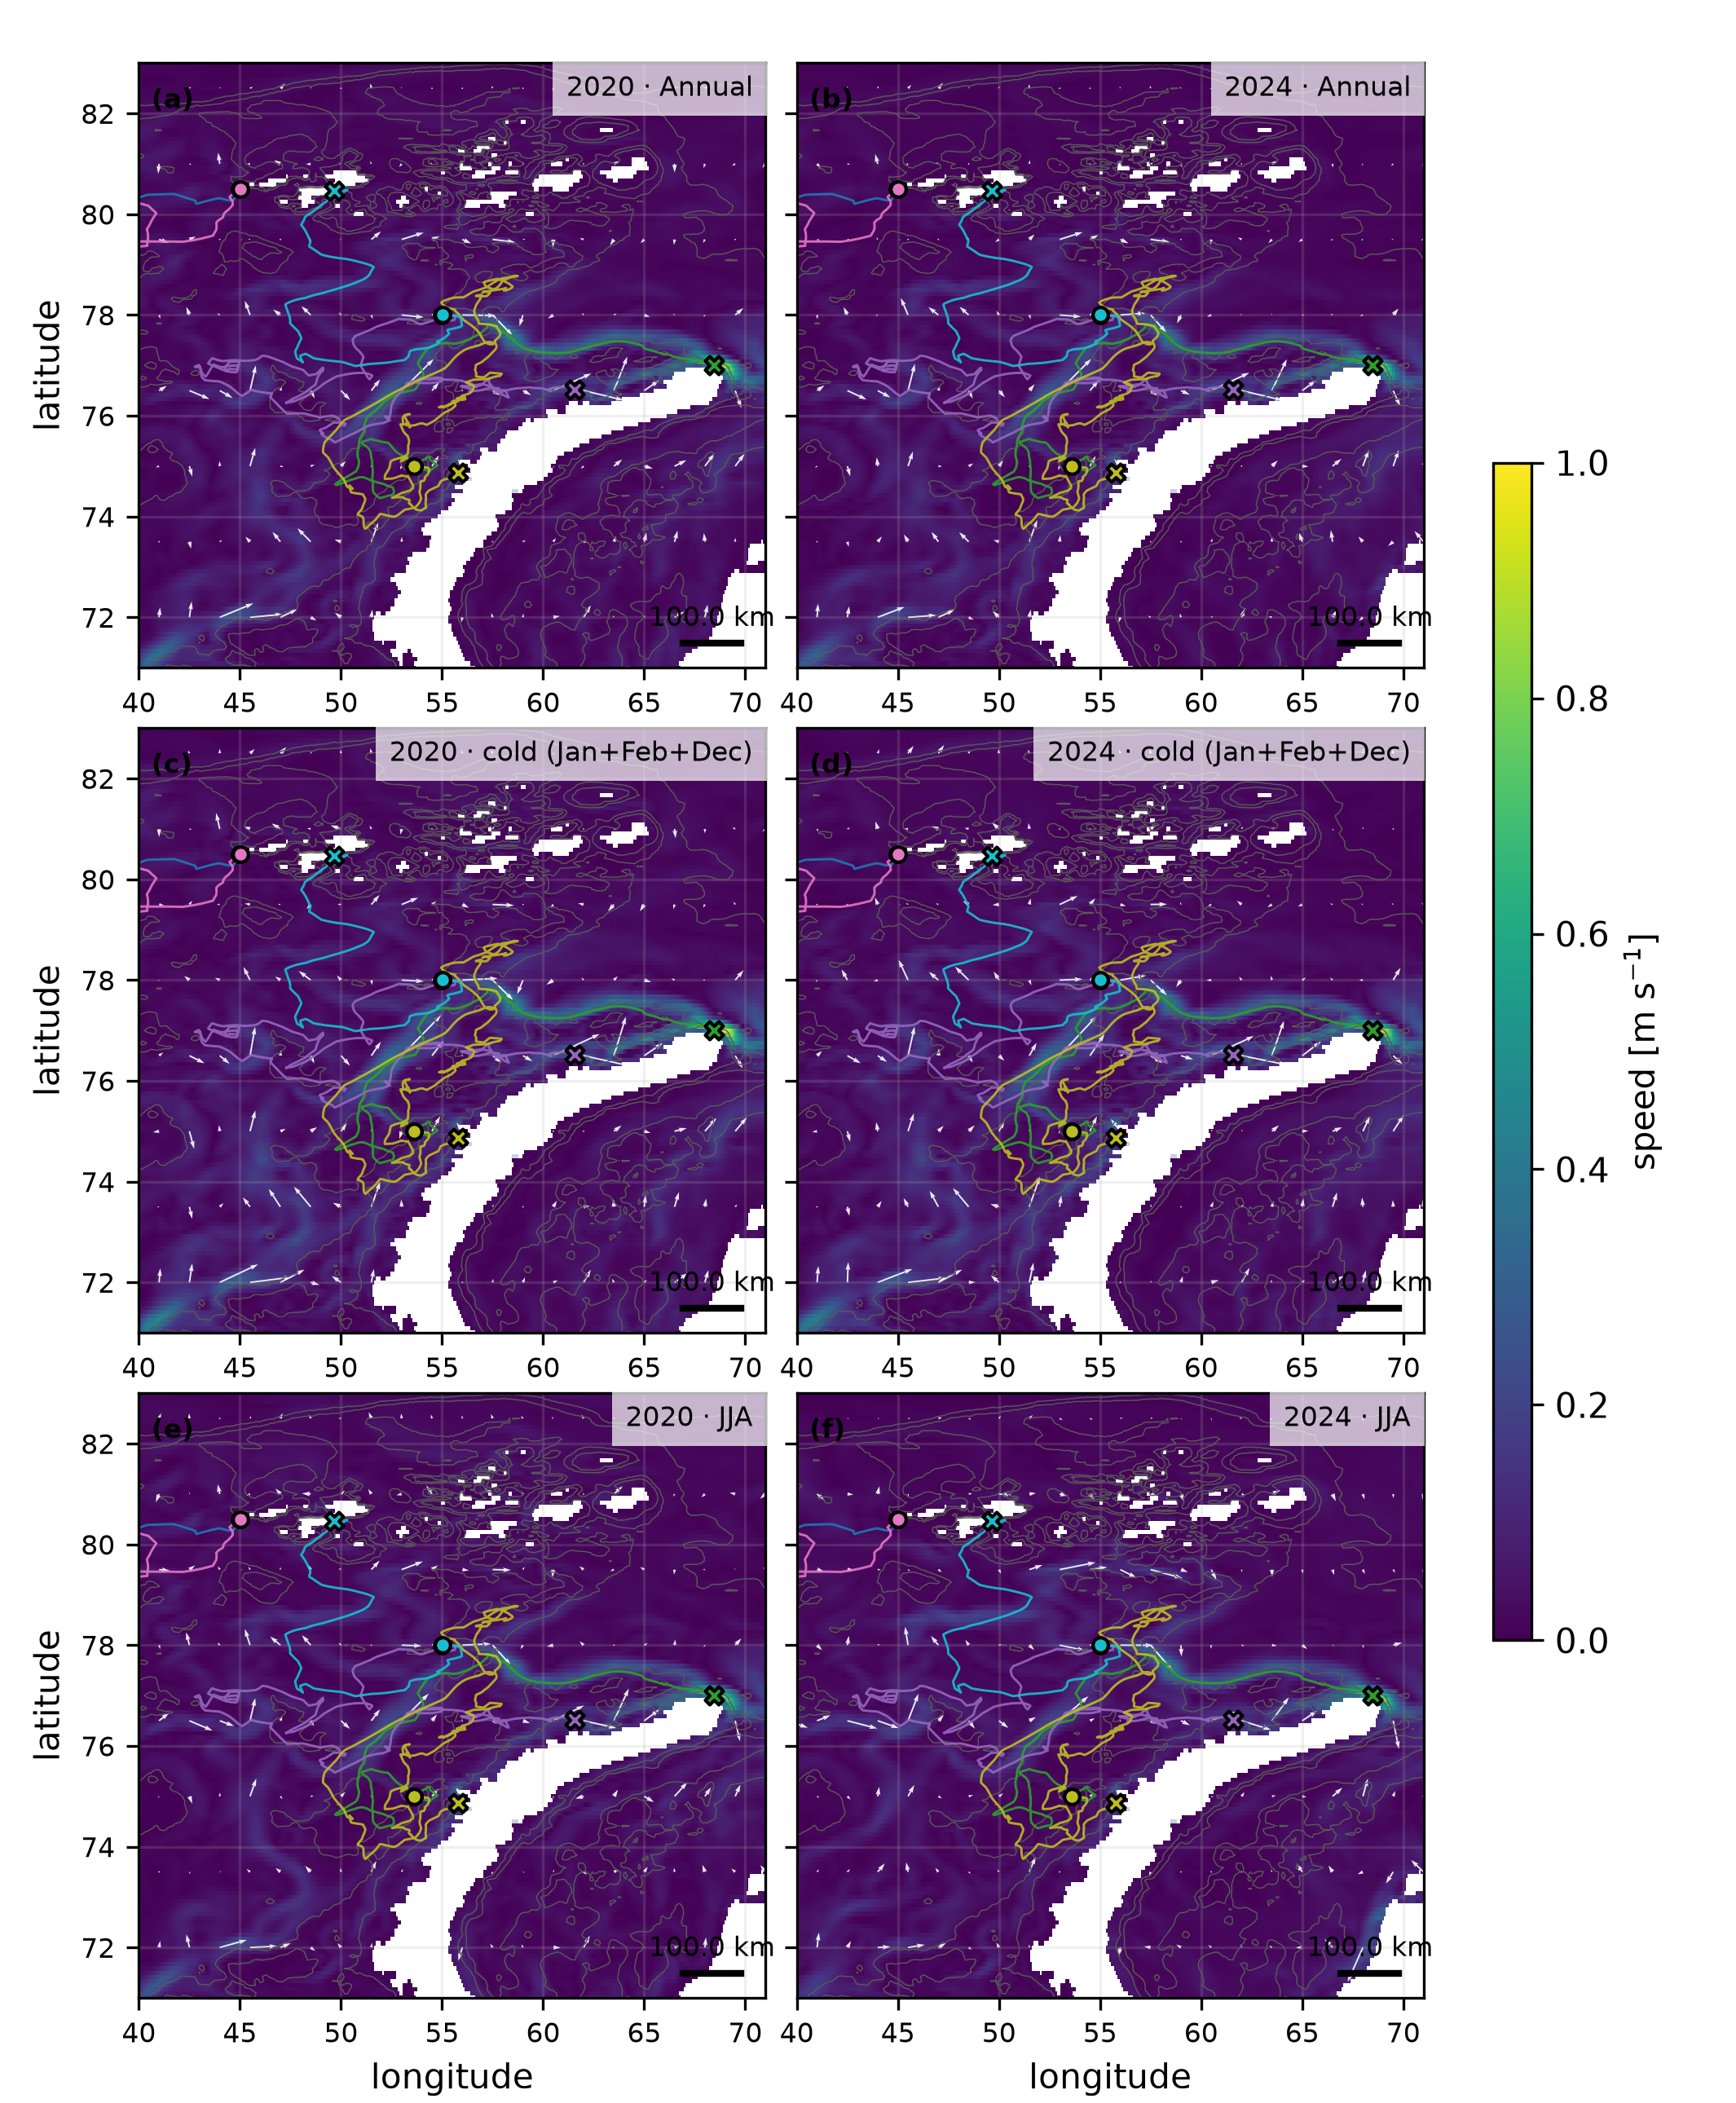 (a)
2020 · Annual
(b)
2024 · Annual
82
80
78
76
74
72
latitude
100.0 km
100.0 km
40 45 50 55 60 65 70
40 45 50 55 60 65 70
(c)
2020 · cold (Jan+Feb+Dec)
(d)
2024 · cold (Jan+Feb+Dec)
82
80
78
76
74
72
latitude
100.0 km
100.0 km
40 45 50 55 60 65 70
40 45 50 55 60 65 70
(e)
2020 · JJA
(f)
2024 · JJA
82
80
78
76
74
72
latitude
100.0 km
100.0 km
40 45 50 55 60 65 70
40 45 50 55 60 65 70
longitude
longitude
1.0
0.8
0.6
0.4
0.2
0.0
speed [m s⁻¹]